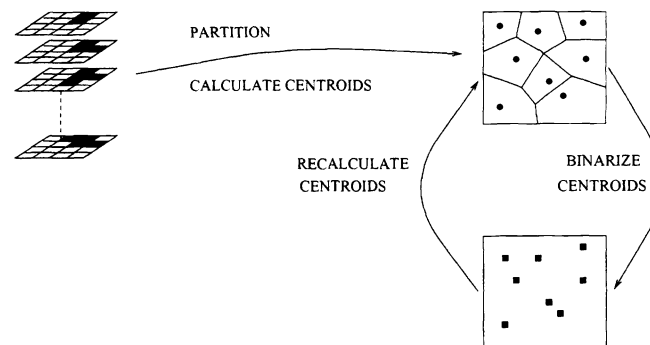 PARTITION
CALCULATE CENTROIDS
RECALCULATE
CENTROIDS
BINARIZE
CENTROIDS